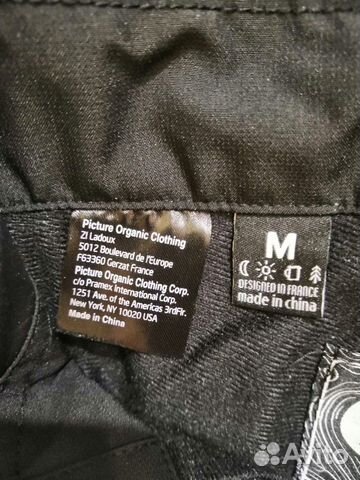 Picture Organic Clothing
ZI Ladoux
5012 Boulevard de l'Europe
F63360 Gerzat France
Picture Organic Clothing Corp.
c/o Pramex International Corp.
1251 Ave. of the Americas 3rdFlr.
New York, NY 10020 USA
Made in China
M
DESIGNED IN FRANCE
made in china
Avito